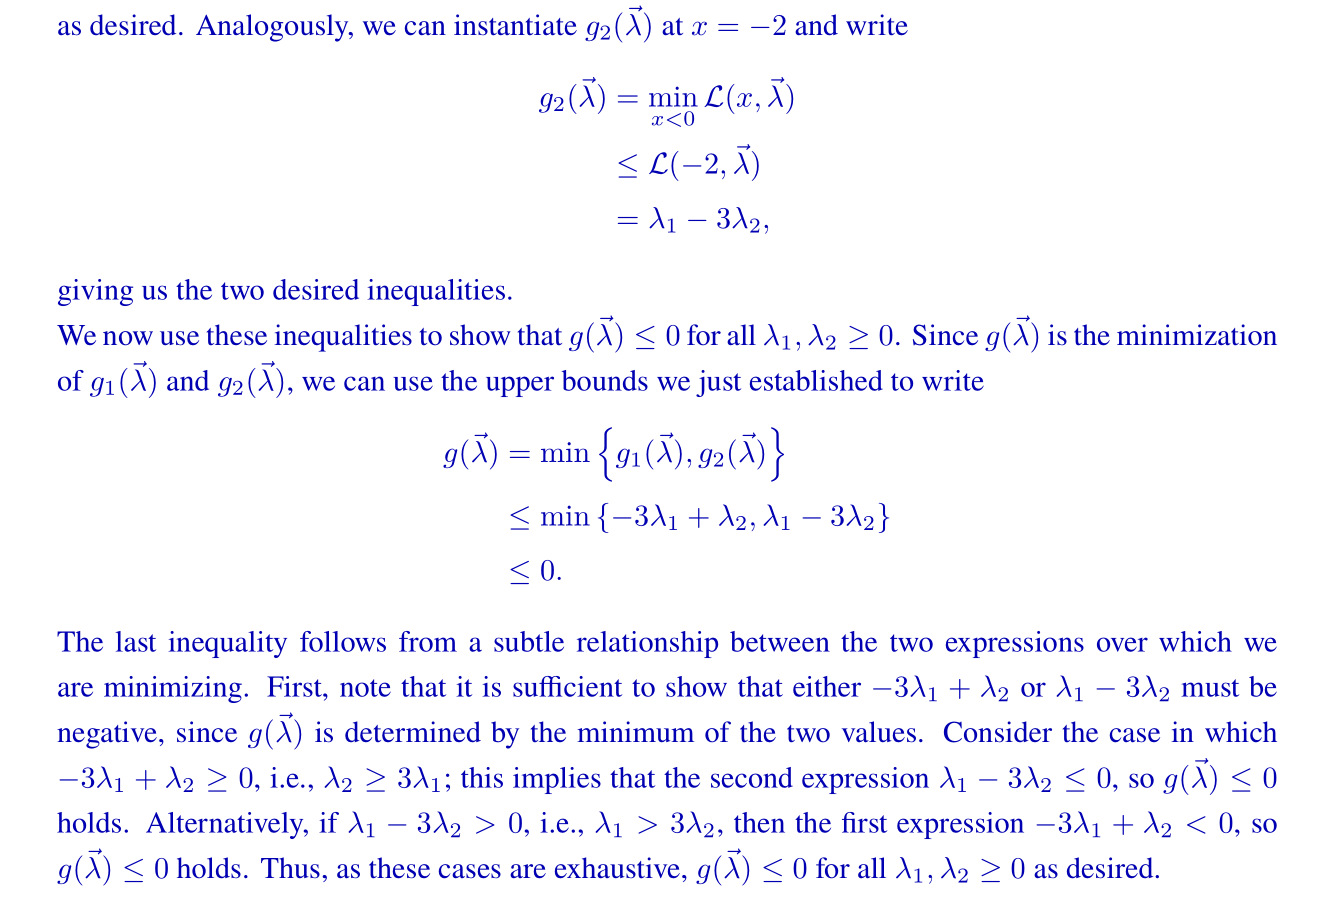 as desired. Analogously, we can instantiate $g_2(\vec{\lambda})$ at $x = -2$ and write
$g_2(\vec{\lambda}) = \min_{x<0} \mathcal{L}(x, \vec{\lambda})$
$\leq \mathcal{L}(-2, \vec{\lambda})$
$= \lambda_1 - 3\lambda_2,$
giving us the two desired inequalities.
We now use these inequalities to show that $g(\vec{\lambda}) \leq 0$ for all $\lambda_1, \lambda_2 \geq 0$. Since $g(\vec{\lambda})$ is the minimization
of $g_1(\vec{\lambda})$ and $g_2(\vec{\lambda})$, we can use the upper bounds we just established to write
$g(\vec{\lambda}) = \min \left\{ g_1(\vec{\lambda}), g_2(\vec{\lambda}) \right\}$
$\leq \min \{-3\lambda_1 + \lambda_2, \lambda_1 - 3\lambda_2\}$
$\leq 0.$
The last inequality follows from a subtle relationship between the two expressions over which we
are minimizing. First, note that it is sufficient to show that either $-3\lambda_1 + \lambda_2$ or $\lambda_1 - 3\lambda_2$ must be
negative, since $g(\vec{\lambda})$ is determined by the minimum of the two values. Consider the case in which
$-3\lambda_1 + \lambda_2 \geq 0$, i.e., $\lambda_2 \geq 3\lambda_1$; this implies that the second expression $\lambda_1 - 3\lambda_2 \leq 0$, so $g(\vec{\lambda}) \leq 0$
holds. Alternatively, if $\lambda_1 - 3\lambda_2 > 0$, i.e., $\lambda_1 > 3\lambda_2$, then the first expression $-3\lambda_1 + \lambda_2 < 0$, so
$g(\vec{\lambda}) \leq 0$ holds. Thus, as these cases are exhaustive, $g(\vec{\lambda}) \leq 0$ for all $\lambda_1, \lambda_2 \geq 0$ as desired.